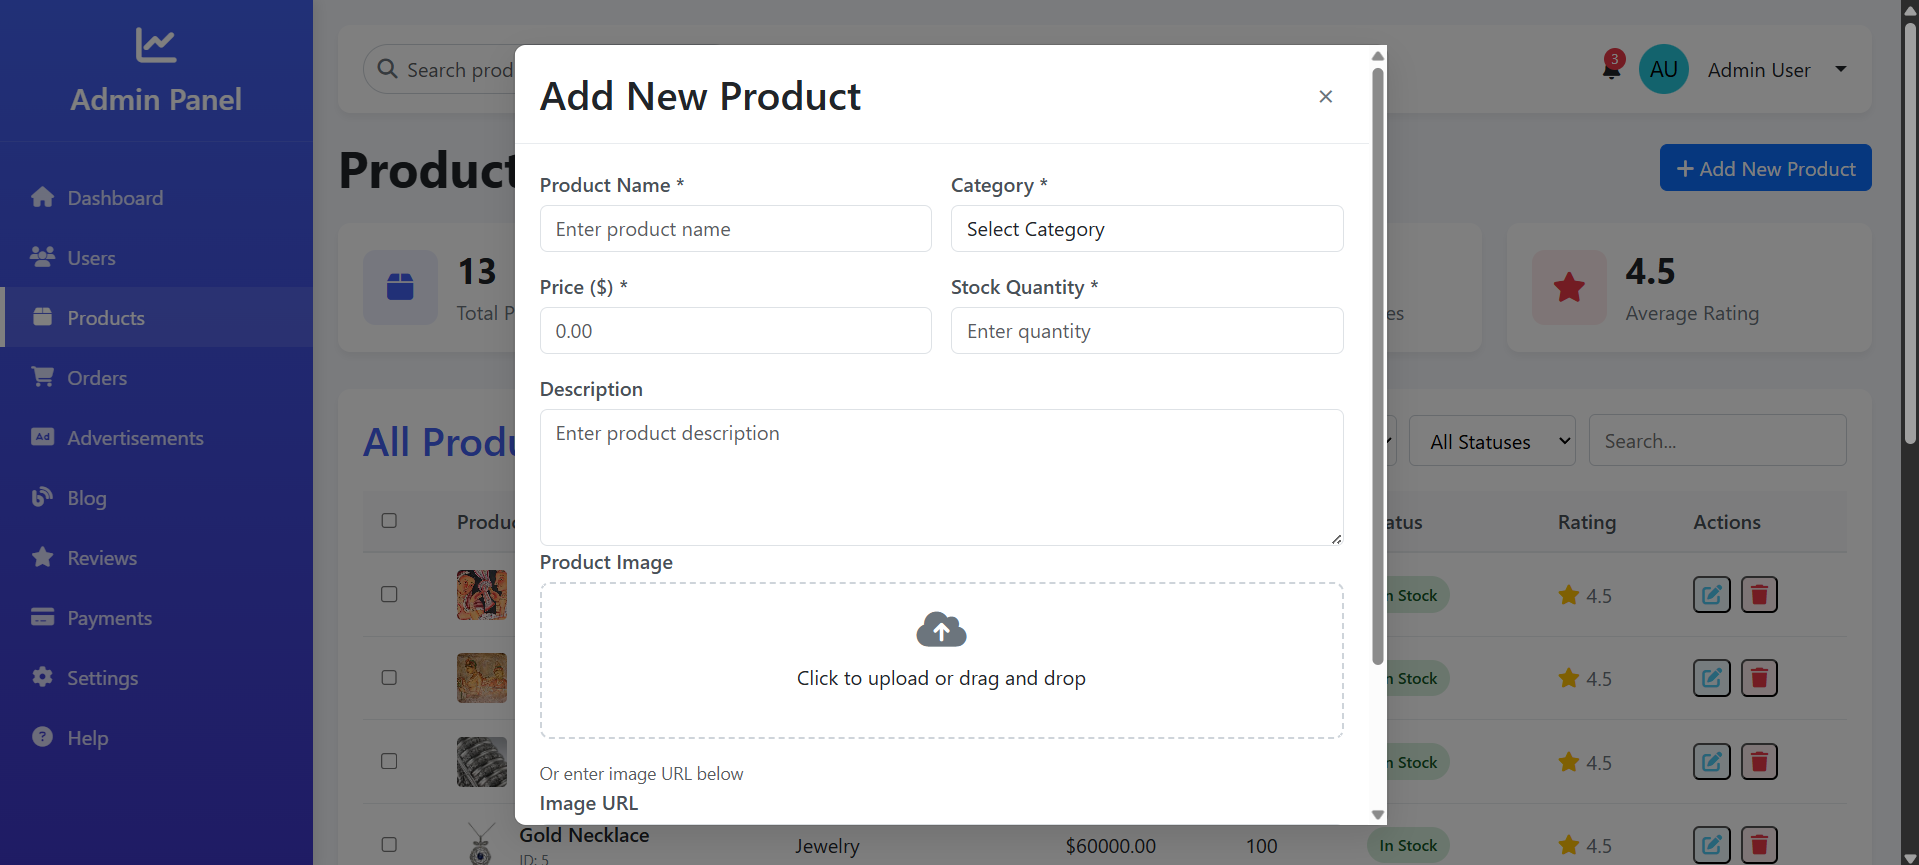 Admin Panel
Dashboard
Users
Products
Orders
Ad Advertisements
Blog
Reviews
Payments
Settings
Help
Search prod
3
AU Admin User
Product
Add New Product
13
Total P
es
4.5
Average Rating
All Produ
All Statuses
Search...
Produc
atus
Rating
Actions
n Stock
4.5
n Stock
4.5
n Stock
4.5
Gold Necklace
ID: 5
Jewelry
$60000.00
100
In Stock
4.5
Add New Product
×
Product Name *
Category *
Enter product name
Select Category
Price ($) *
Stock Quantity *
0.00
Enter quantity
Description
Enter product description
Product Image
Click to upload or drag and drop
Or enter image URL below
Image URL